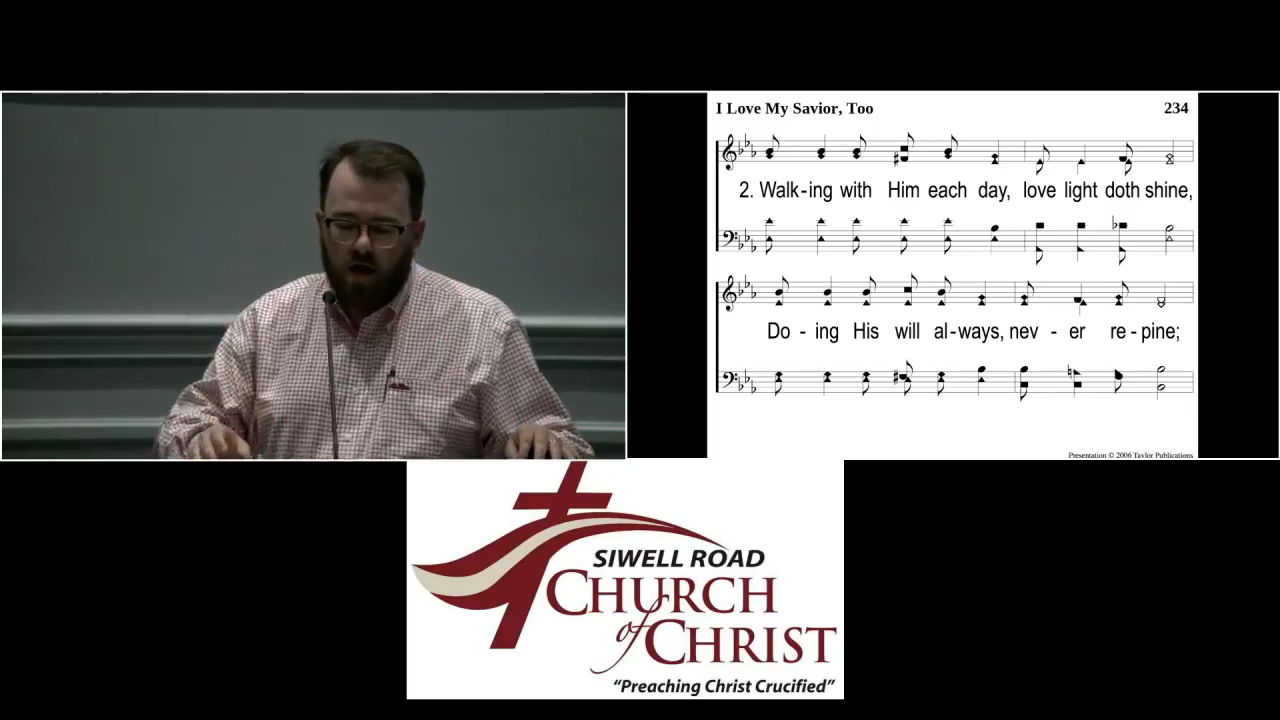 I Love My Savior, Too 234
2. Walk-ing with Him each day, love light doth shine,
Do - ing His will al-ways, nev - er re - pine;
Presentation © 2006 Taylor Publications
SIWELL ROAD
CHURCH
of CHRIST
“Preaching Christ Crucified”